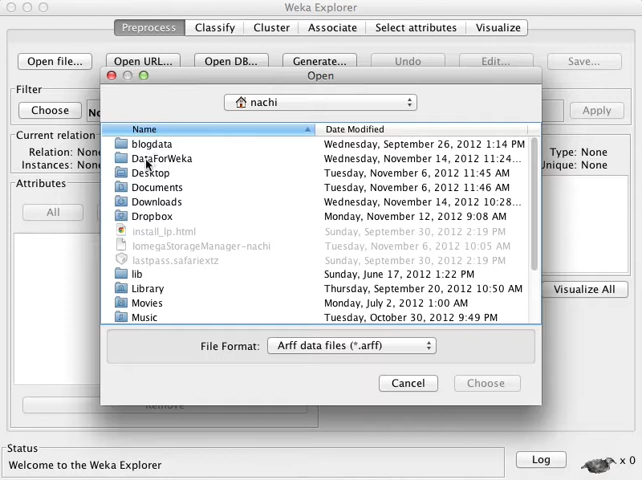 Weka Explorer
Preprocess Classify Cluster Associate Select attributes Visualize
Open file... Open URL... Open DB... Generate... Undo Edit... Save...
Open
Filter
nachi
Choose Apply
Name Date Modified
Current relation
blogdata Wednesday, September 26, 2012 1:14 PM
Relation: None Type: None
DataForWeka Wednesday, November 14, 2012 11:24...
Instances: None Unique: None
Desktop Tuesday, November 6, 2012 11:45 AM
Attributes
Documents Tuesday, November 6, 2012 11:46 AM
Downloads Wednesday, November 14, 2012 10:28...
All
Dropbox Monday, November 12, 2012 9:08 AM
install_lp.html Sunday, September 30, 2012 2:19 PM
IomegaStorageManager-nachi Tuesday, November 6, 2012 10:05 AM
lastpass.safariextz Sunday, September 30, 2012 2:19 PM
lib Sunday, June 17, 2012 1:22 PM
Library Thursday, September 20, 2012 10:50 AM
Visualize All
Movies Monday, July 2, 2012 1:00 AM
Music Tuesday, October 30, 2012 9:49 PM
File Format: Arff data files (*.arff)
Cancel Choose
Remove
Status
Welcome to the Weka Explorer
Log x 0